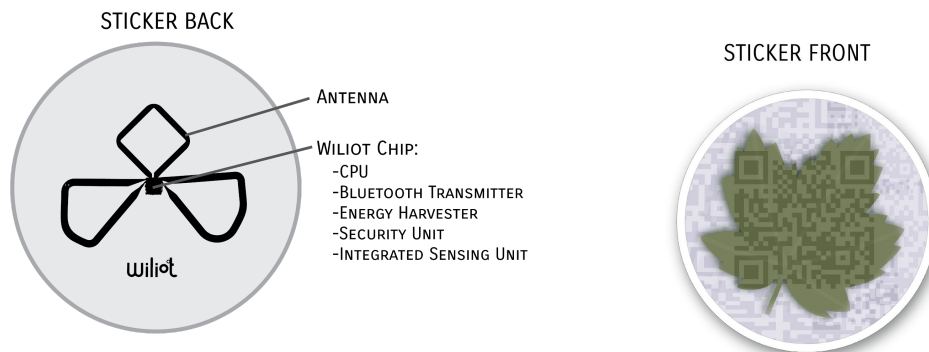 STICKER BACK
STICKER FRONT
ANTENNA
WILIOT CHIP:
-CPU
-BLUETOOTH TRANSMITTER
-ENERGY HARVESTER
-SECURITY UNIT
-INTEGRATED SENSING UNIT
wiliot